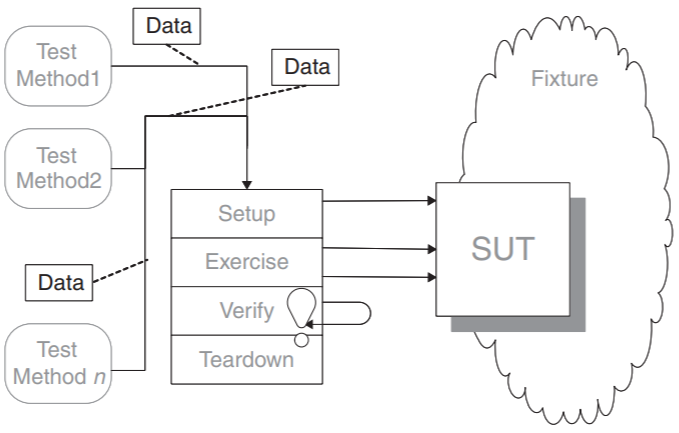 Data
Test
Method1
Data
Fixture
Test
Method2
Setup
Exercise
SUT
Data
Verify
Test
Method n
Teardown